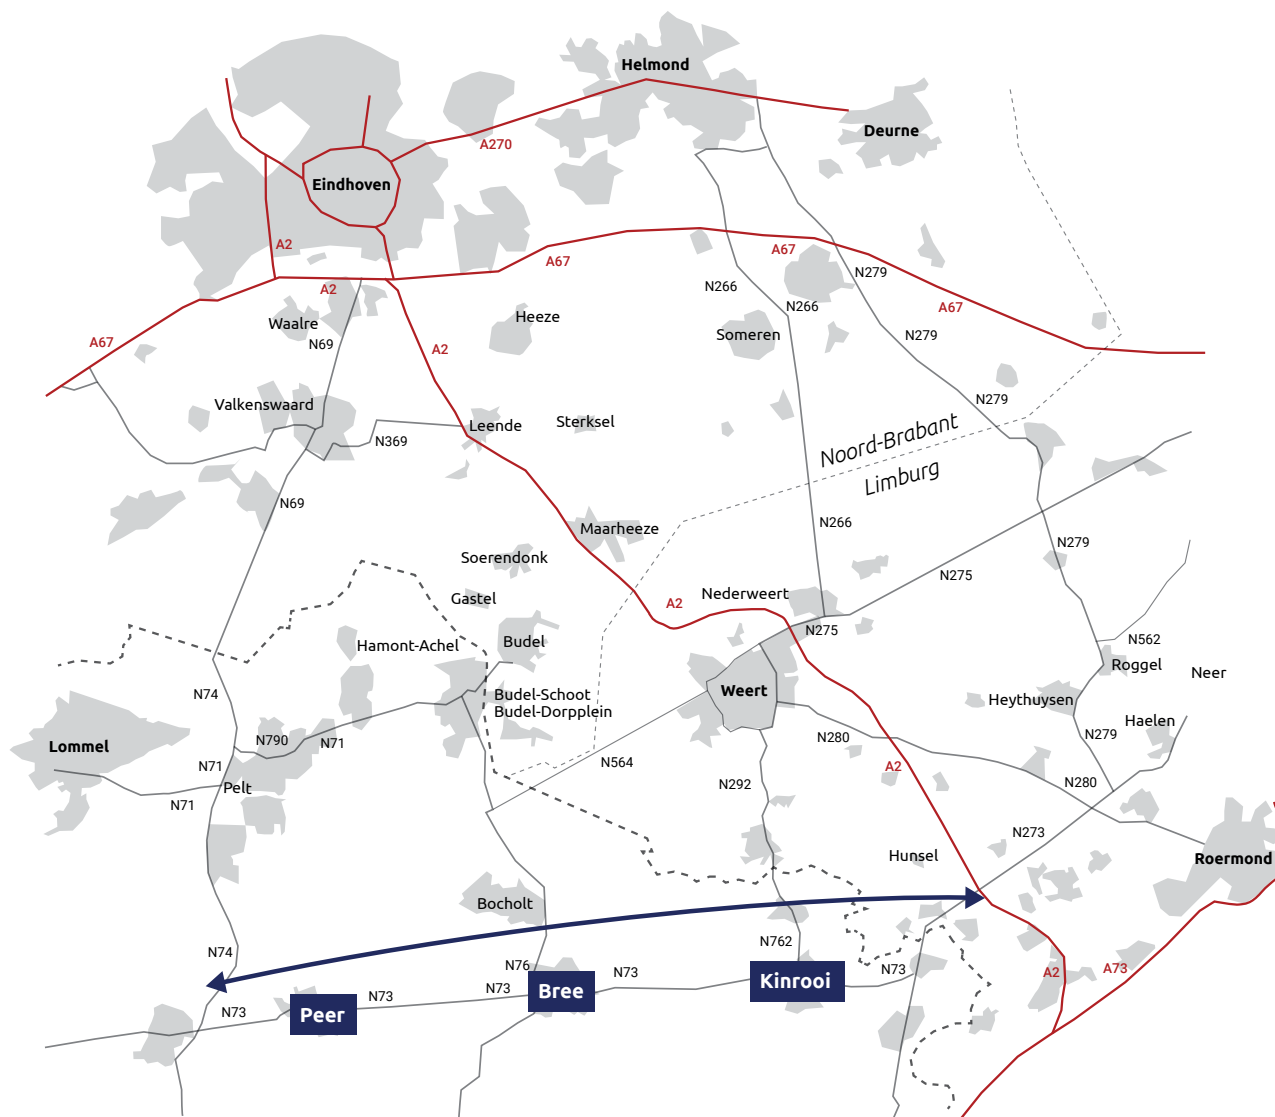 Helmond
Deurne
A270
Eindhoven
A2
A67
A67
N279
A2
N266
N266
A67
Waalre
Heeze
Someren
N279
A67
N69
A2
Valkenswaard
N279
Leende
Sterksel
N369
Noord-Brabant
Limburg
N69
N266
Maarheeze
N279
Soerendonk
N275
Gastel
Nederweert
A2
N275
Hamont-Achel
Budel
N562
Roggel
Neer
N74
Budel-Schoot
Budel-Dorpplein
Weert
Heythuysen
Haelen
Lommel
N790
N71
N280
N279
N71
N564
A2
Pelt
N292
N280
N71
N273
Hunsel
Roermond
Bocholt
N74
N76
N762
N73
N73
A2
A73
N73
Bree
Kinrooi
N73
N73
Peer